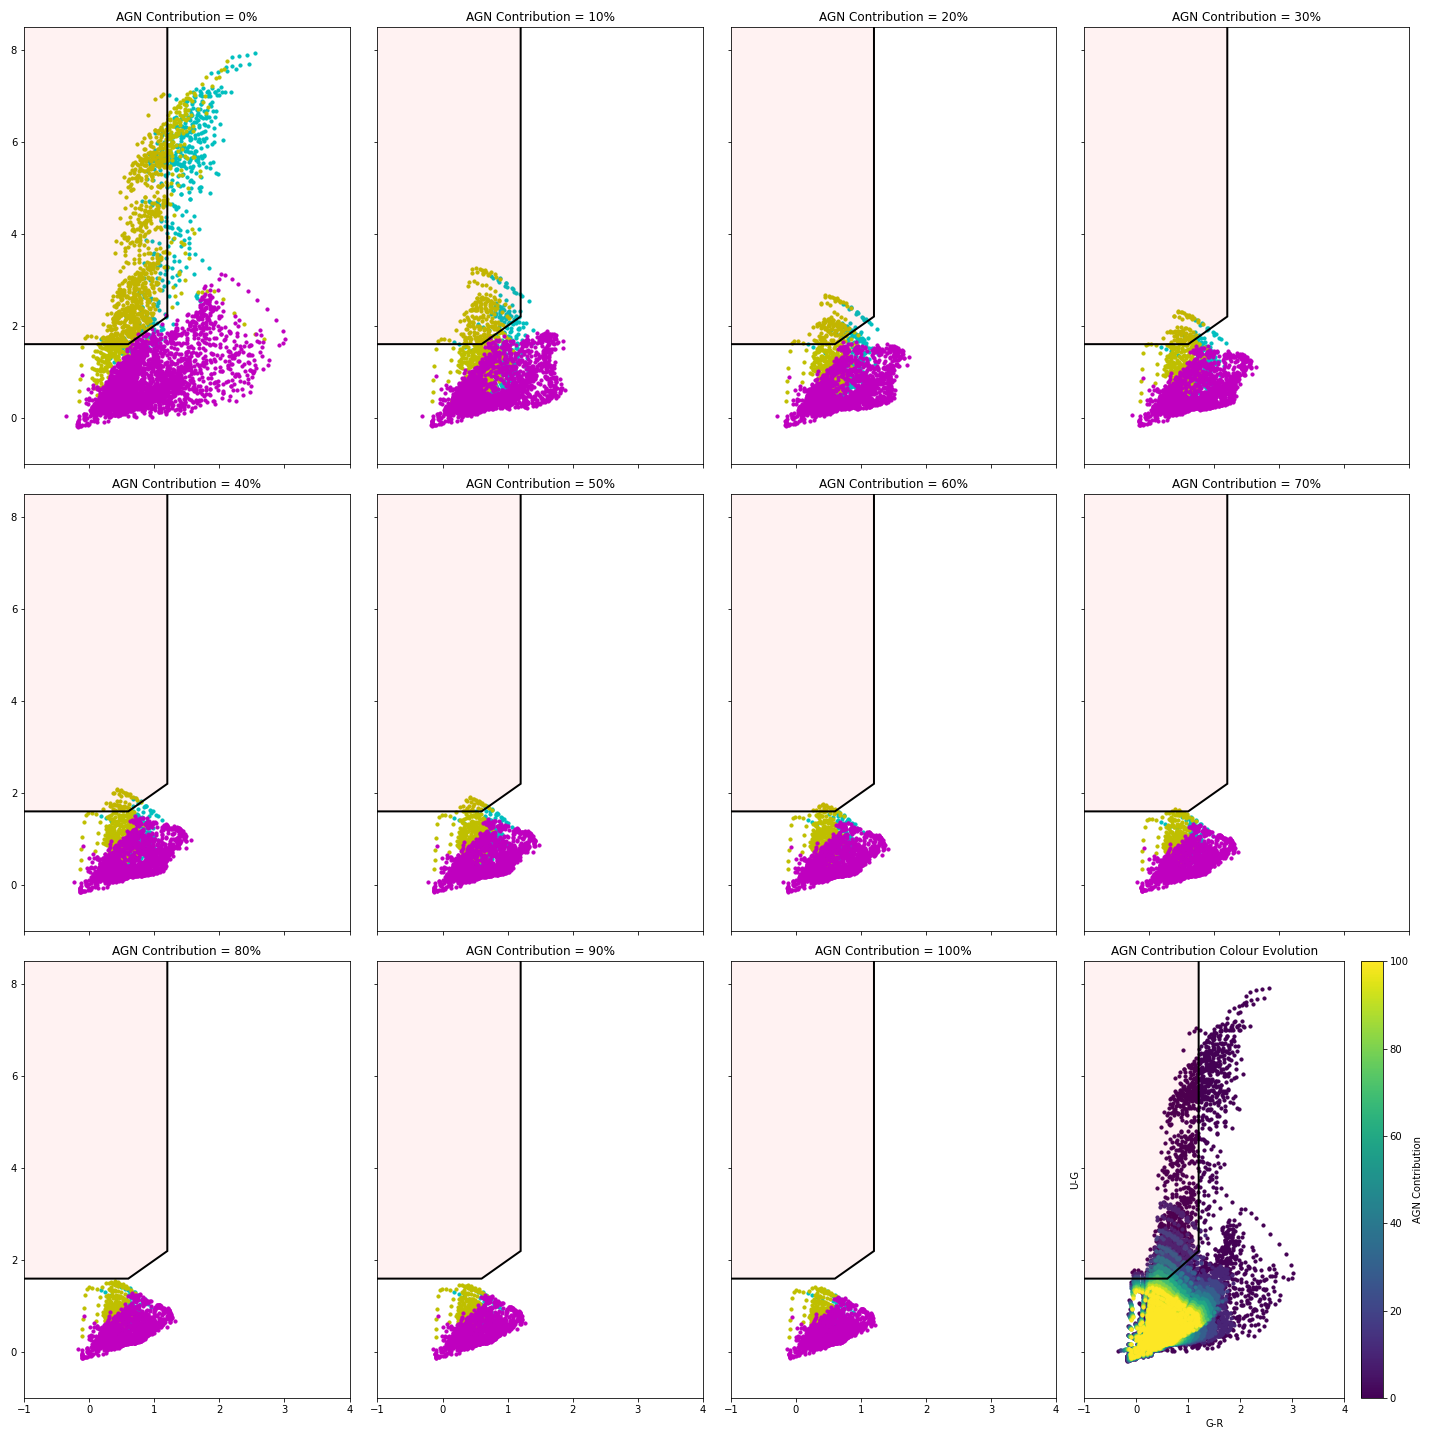 AGN Contribution = 0%
AGN Contribution = 10%
AGN Contribution = 20%
AGN Contribution = 30%
8
6
4
2
0
AGN Contribution = 40%
AGN Contribution = 50%
AGN Contribution = 60%
AGN Contribution = 70%
8
6
4
2
0
AGN Contribution = 80%
AGN Contribution = 90%
AGN Contribution = 100%
AGN Contribution Colour Evolution
8
6
4
2
0
−1 0 1 2 3 4
−1 0 1 2 3 4
−1 0 1 2 3 4
U-G
−1 0 1 2 3 4
G-R
100
80
60
40
20
0
AGN Contribution